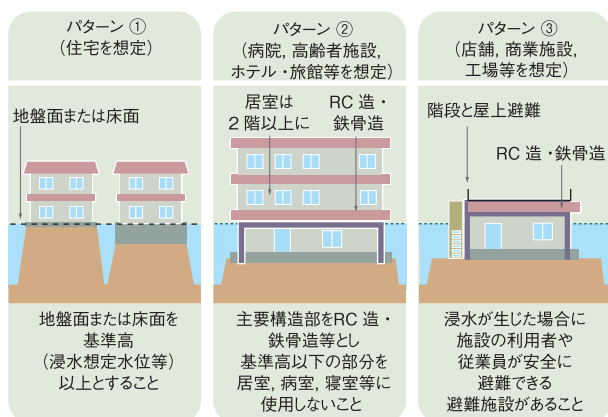 パターン ①
（住宅を想定）
地盤面または床面
地盤面または床面を
基準高
（浸水想定水位等）
以上とすること
パターン ②
（病院, 高齢者施設,
ホテル・旅館等を想定）
居室は
２階以上に
RC 造・
鉄骨造
主要構造部をRC 造・
鉄骨造等とし
基準高以下の部分を
居室, 病室, 寝室等に
使用しないこと
パターン ③
（店舗, 商業施設,
工場等を想定）
階段と屋上避難
RC 造・鉄骨造
浸水が生じた場合に
施設の利用者や
従業員が安全に
避難できる
避難施設があること